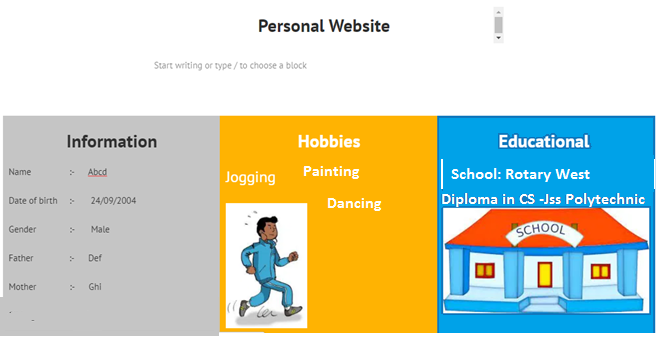 Personal Website
Start writing or type / to choose a block
Information
Name :- Abcd
Date of birth :- 24/09/2004
Gender :- Male
Father :- Def
Mother :- Ghi
Hobbies
Jogging
Painting
Dancing
Educational
School: Rotary West
Diploma in CS -Jss Polytechnic
SCHOOL